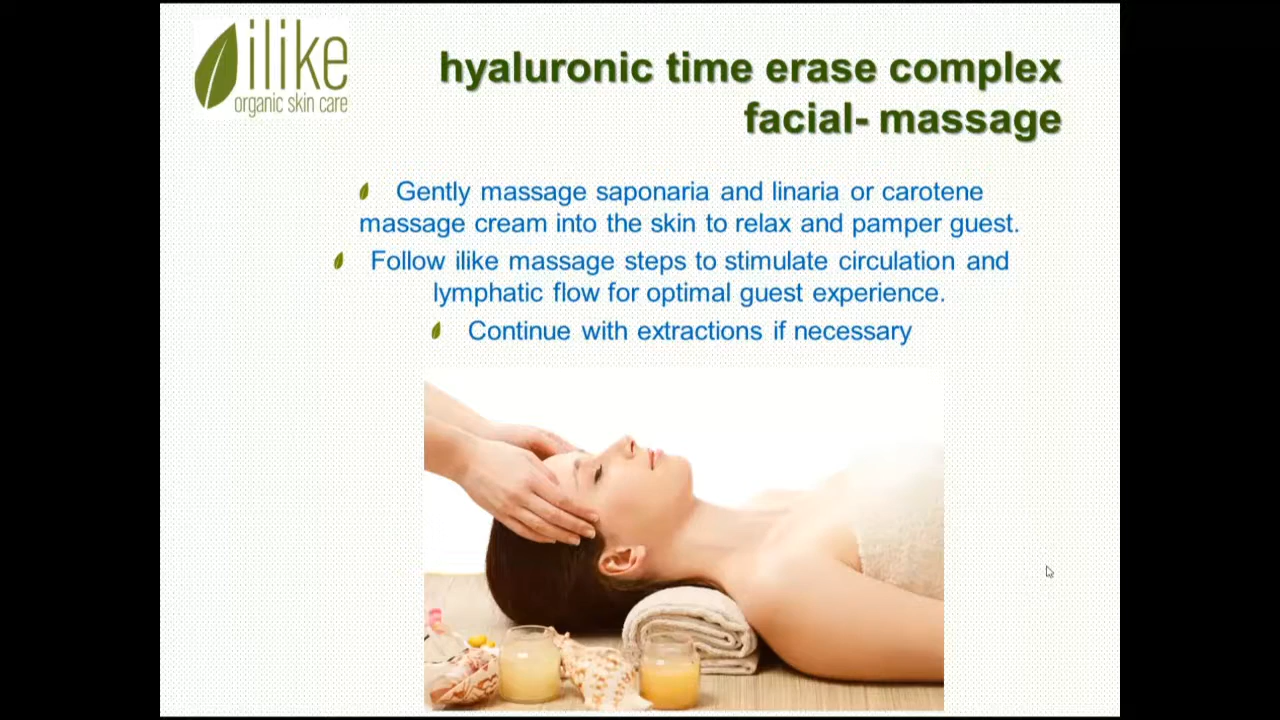 ilike
organic skin care
hyaluronic time erase complex
facial- massage
Gently massage saponaria and linaria or carotene
massage cream into the skin to relax and pamper guest.
Follow ilike massage steps to stimulate circulation and
lymphatic flow for optimal guest experience.
Continue with extractions if necessary